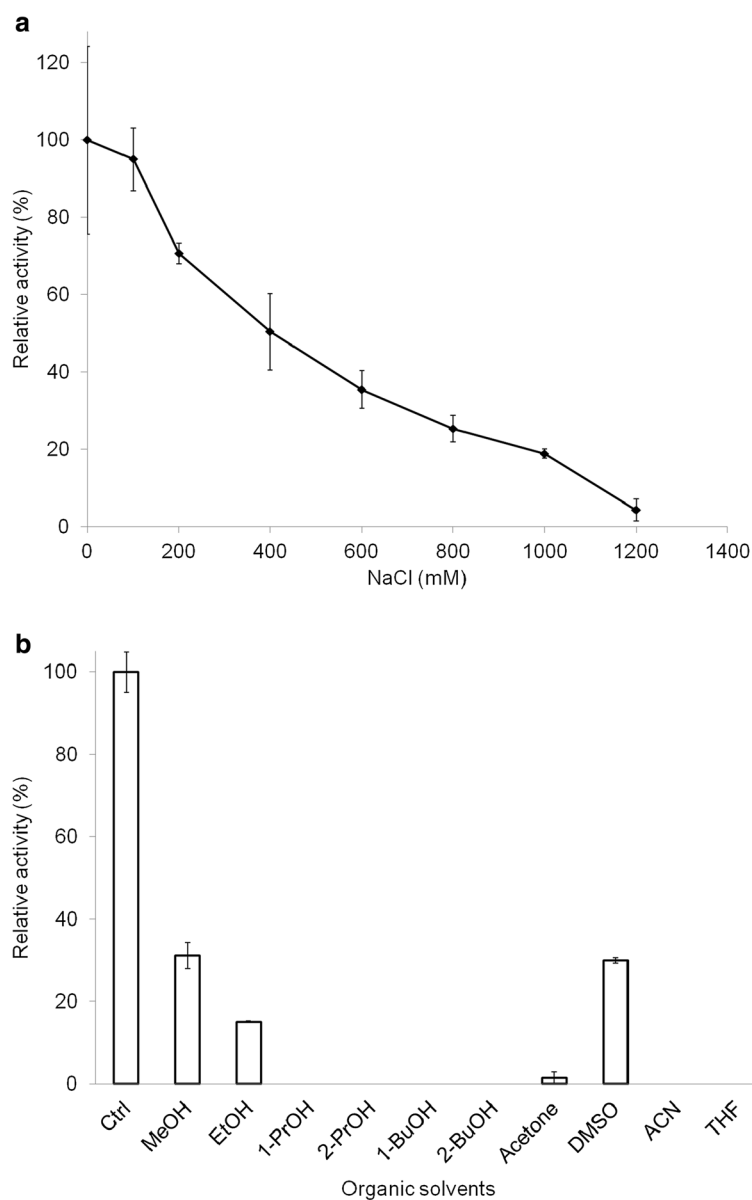 a
120
100
80
60
40
20
0
Relative activity (%)
0 200 400 600 800 1000 1200 1400
NaCl (mM)
b
100
80
60
40
20
0
Relative activity (%)
Ctrl MeOH EtOH 1-PrOH 2-PrOH 1-BuOH 2-BuOH Acetone DMSO ACN THF
Organic solvents